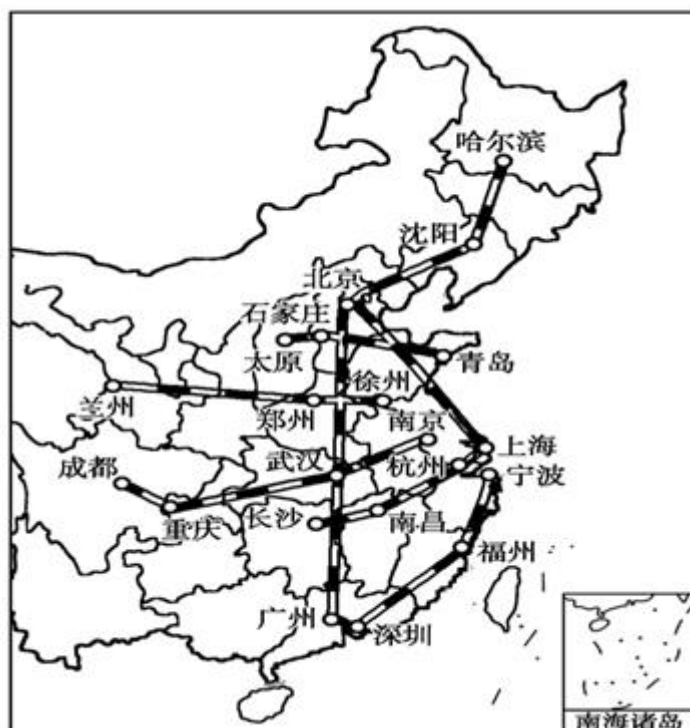 哈尔滨
沈阳
北京
石家庄
太原
青岛
徐州
兰州
郑州
南京
上海
武汉
杭州
成都
宁波
重庆
长沙
南昌
福州
广州
深圳
南海诸岛